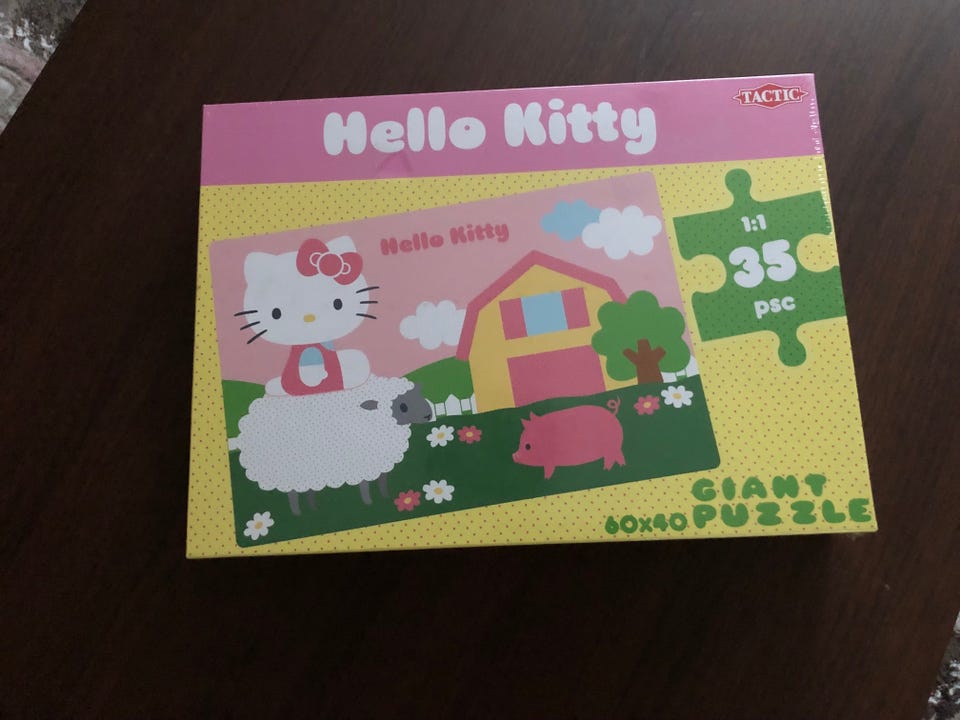 Hello Kitty
TACTIC
Hello Kitty
1:1
35
psc
GIANT
60x40 PUZZLE